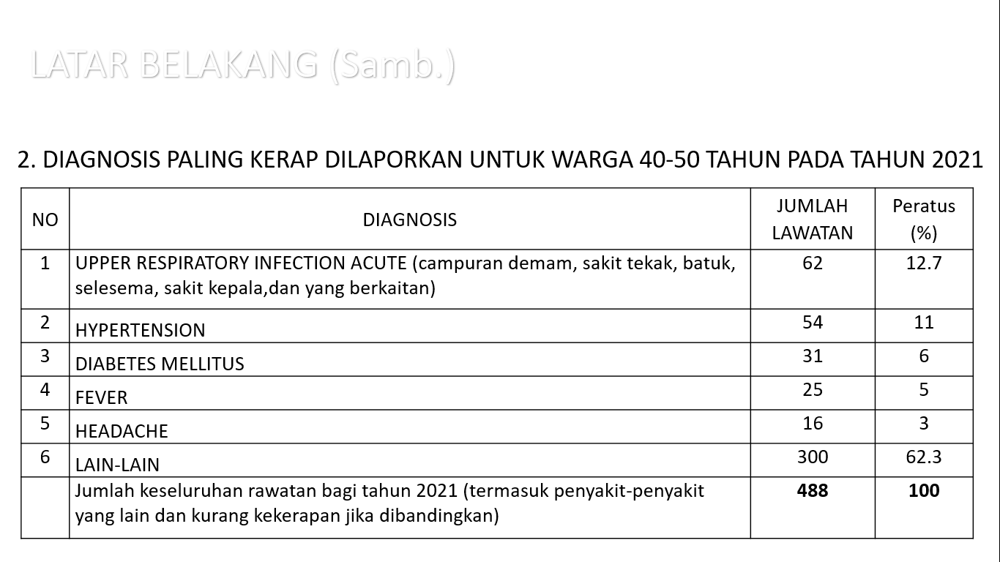 LATAR BELAKANG (Samb.)
2. DIAGNOSIS PALING KERAP DILAPORKAN UNTUK WARGA 40-50 TAHUN PADA TAHUN 2021
NO DIAGNOSIS JUMLAH LAWATAN Peratus (%)
1 UPPER RESPIRATORY INFECTION ACUTE (campuran demam, sakit tekak, batuk, 62 12.7
selesema, sakit kepala,dan yang berkaitan)
2 HYPERTENSION 54 11
3 DIABETES MELLITUS 31 6
4 FEVER 25 5
5 HEADACHE 16 3
6 LAIN-LAIN 300 62.3
Jumlah keseluruhan rawatan bagi tahun 2021 (termasuk penyakit-penyakit 488 100
yang lain dan kurang kekerapan jika dibandingkan)